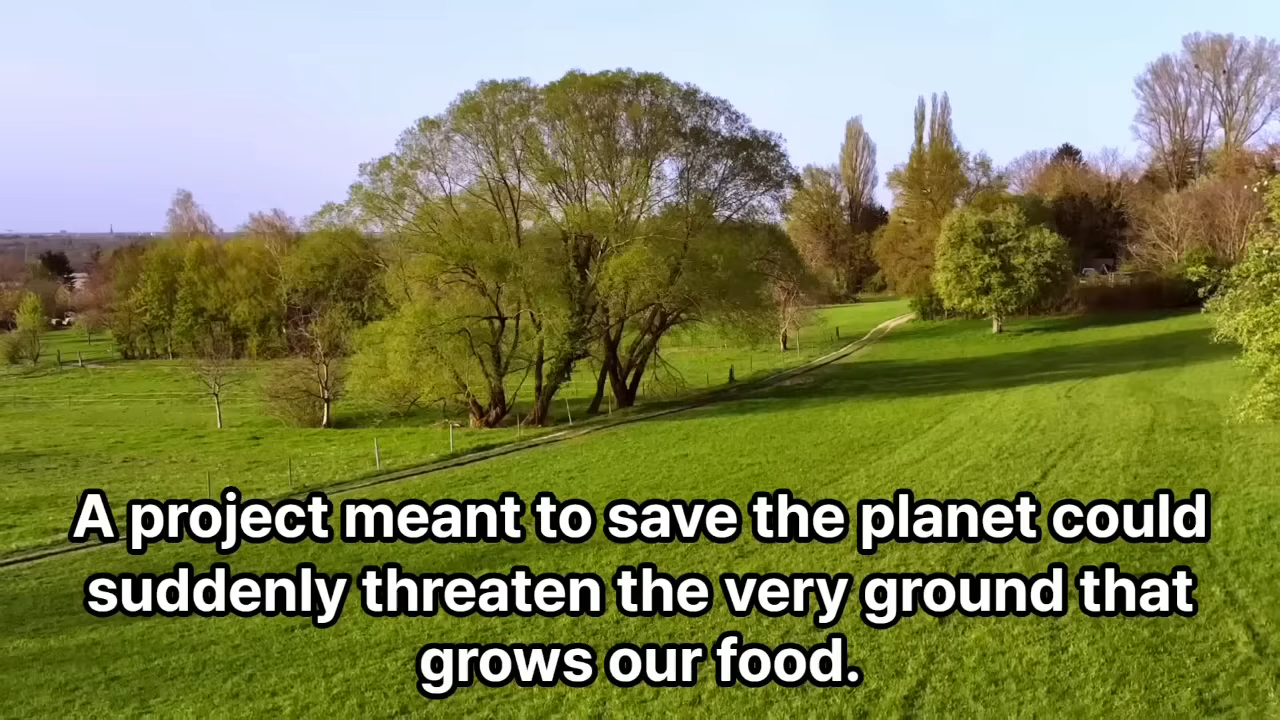 A project meant to save the planet could
suddenly threaten the very ground that
grows our food.